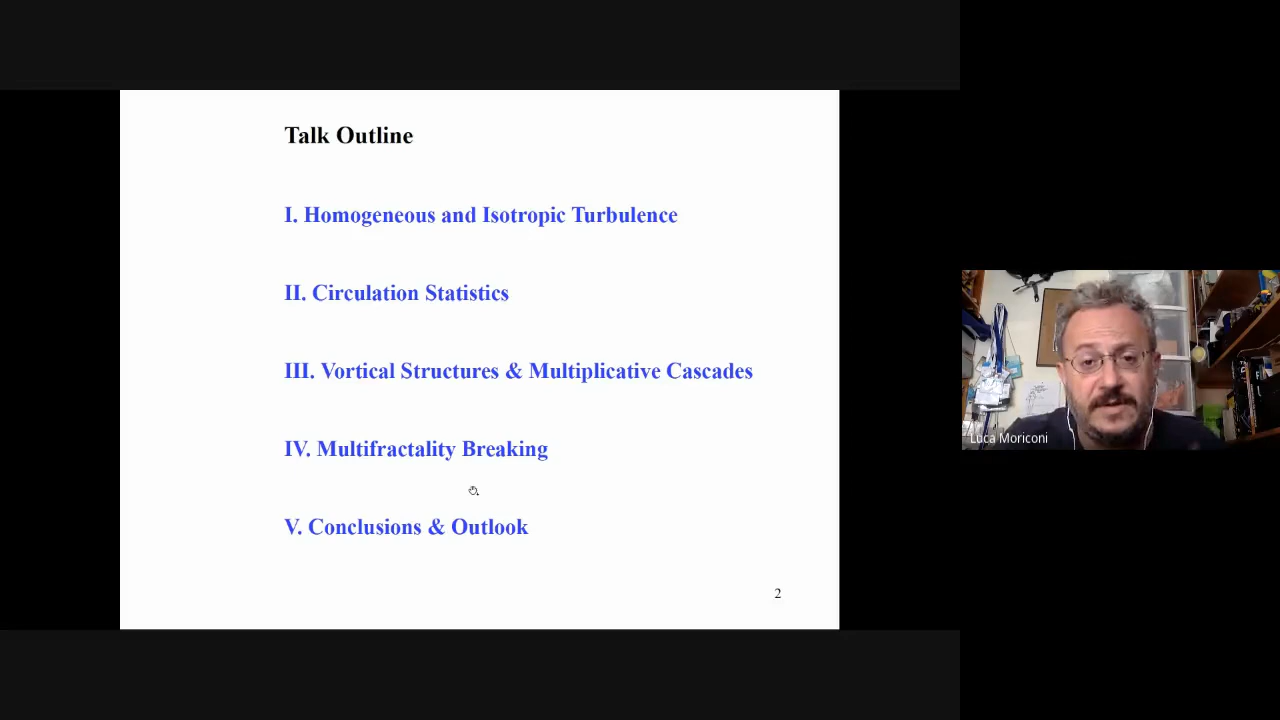 Talk Outline
I. Homogeneous and Isotropic Turbulence
II. Circulation Statistics
III. Vortical Structures & Multiplicative Cascades
IV. Multifractality Breaking
V. Conclusions & Outlook
2
Luca Moriconi